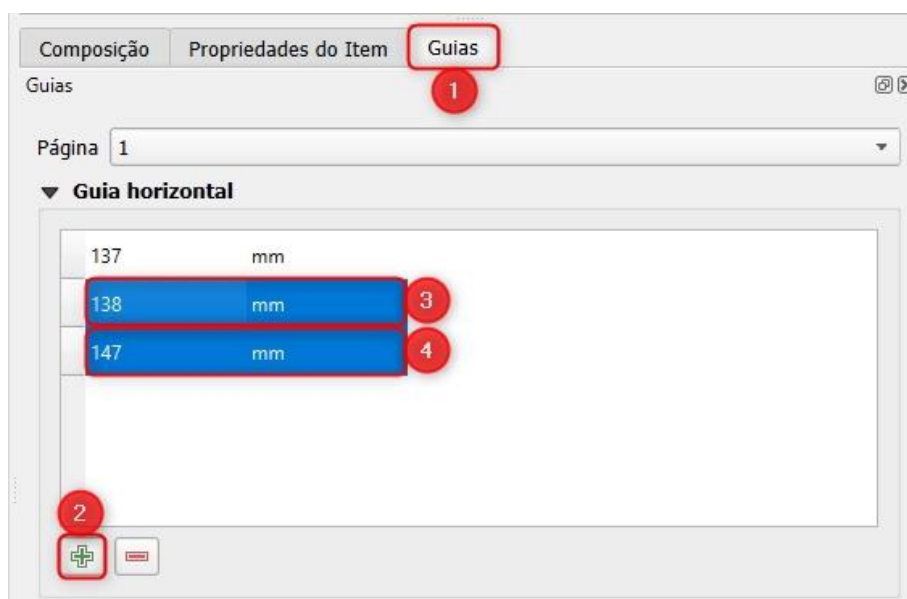 Composição Propriedades do Item Guias
Guias 1
Página 1
Guia horizontal
137 mm
138 mm 3
147 mm 4
2